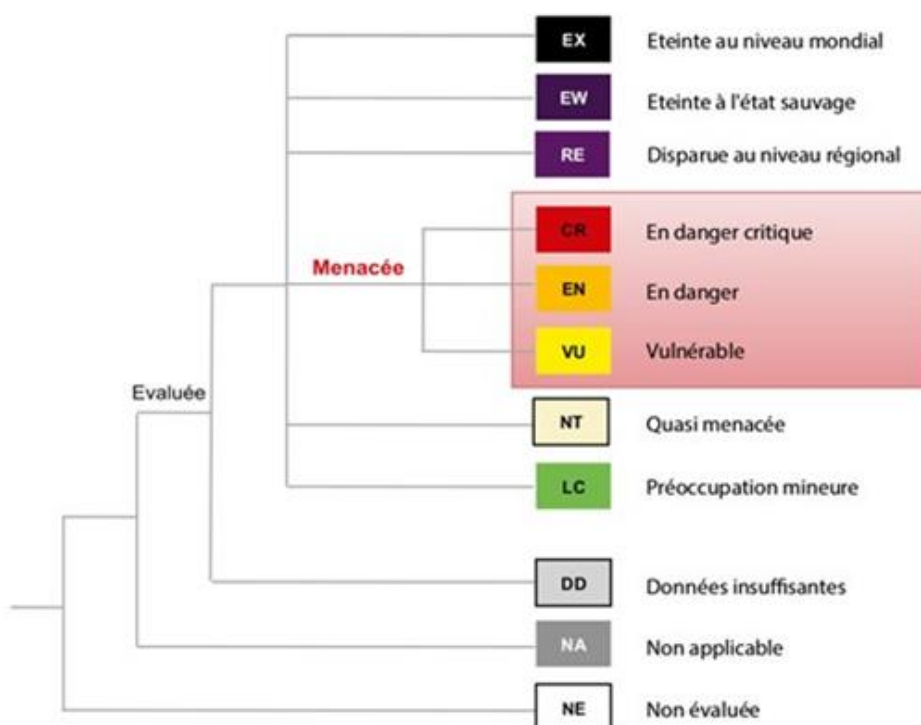 EX Eteinte au niveau mondial
EW Eteinte à l'état sauvage
RE Disparue au niveau régional
CR En danger critique
Menacée
EN En danger
VU Vulnérable
Evaluée
NT Quasi menacée
LC Préoccupation mineure
DD Données insuffisantes
NA Non applicable
NE Non évaluée